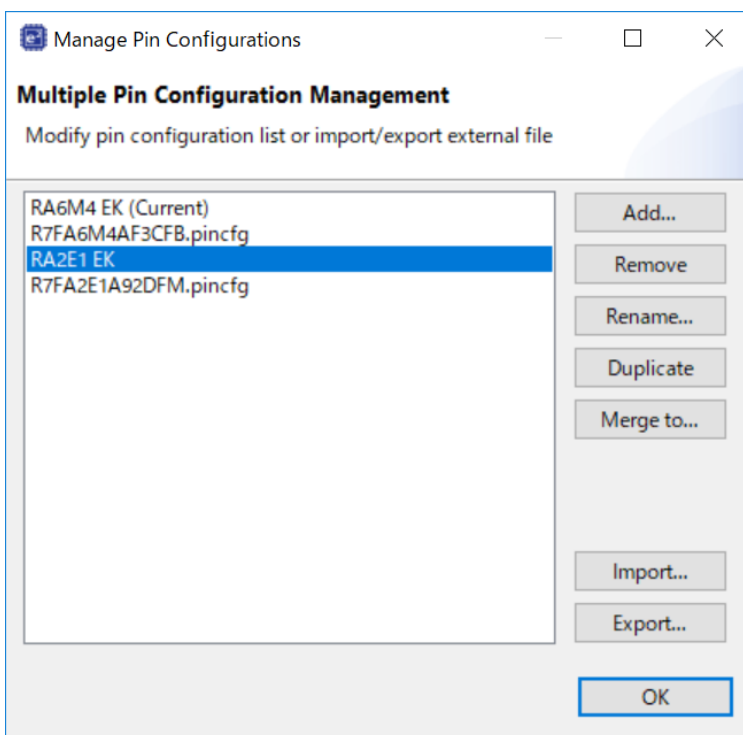 Manage Pin Configurations
Multiple Pin Configuration Management
Modify pin configuration list or import/export external file
RA6M4 EK (Current)
R7FA6M4AF3CFB.pincfg
RA2E1 EK
R7FA2E1A92DFM.pincfg
Add...
Remove
Rename...
Duplicate
Merge to...
Import...
Export...
OK